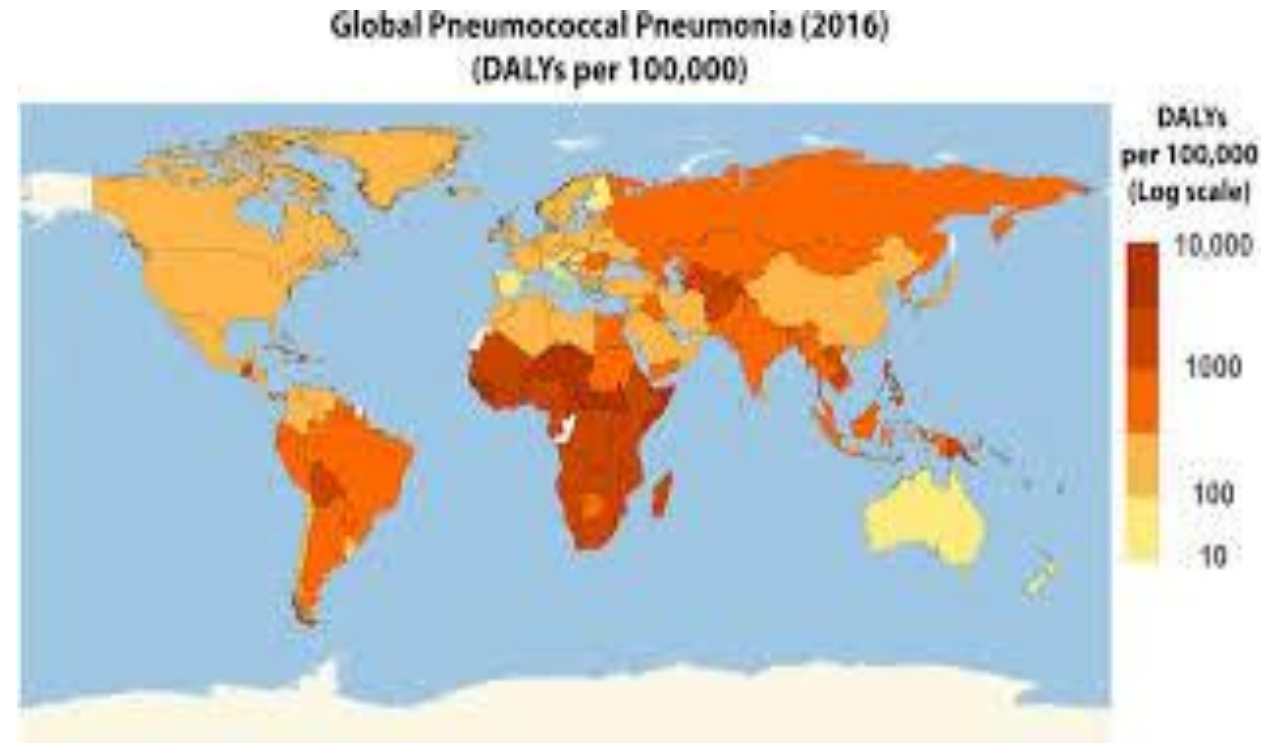 Global Pneumococcal Pneumonia (2016)
(DALYs per 100,000)
DALYs
per 100,000
(Log scale)
10,000
1000
100
10